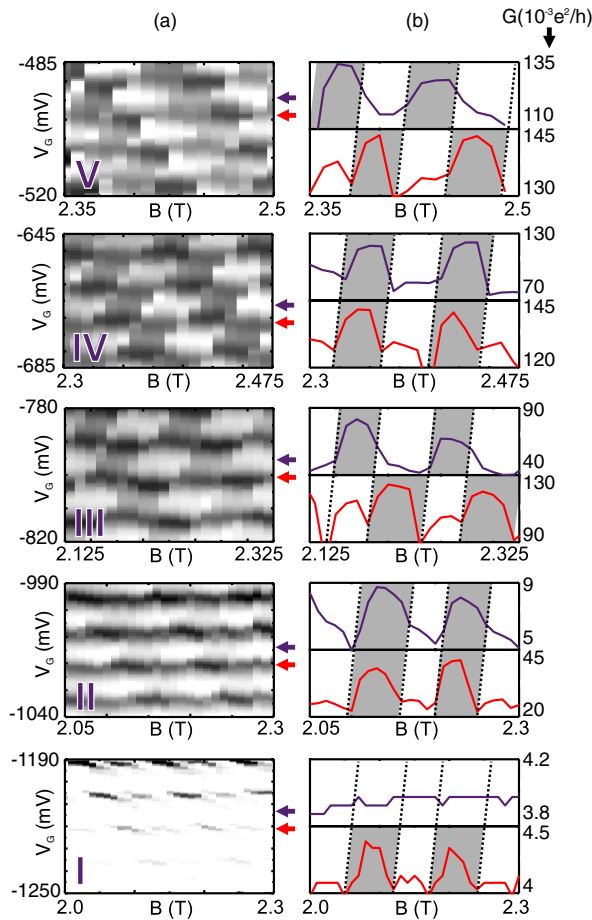 (a) (b) G(10⁻³e²/h)
-485 135
V_G (mV) 110
145
V
-520 130
2.35 B (T) 2.5 2.35 B (T) 2.5
-645 130
V_G (mV) 70
145
IV
-685 120
2.3 B (T) 2.475 2.3 B (T) 2.475
-780 90
V_G (mV) 40
130
III
-820 90
2.125 B (T) 2.325 2.125 B (T) 2.325
-990 9
V_G (mV) 5
45
II
-1040 20
2.05 B (T) 2.3 2.05 B (T) 2.3
-1190 4.2
V_G (mV) 3.8
4.5
I
-1250 4
2.0 B (T) 2.3 2.0 B (T) 2.3